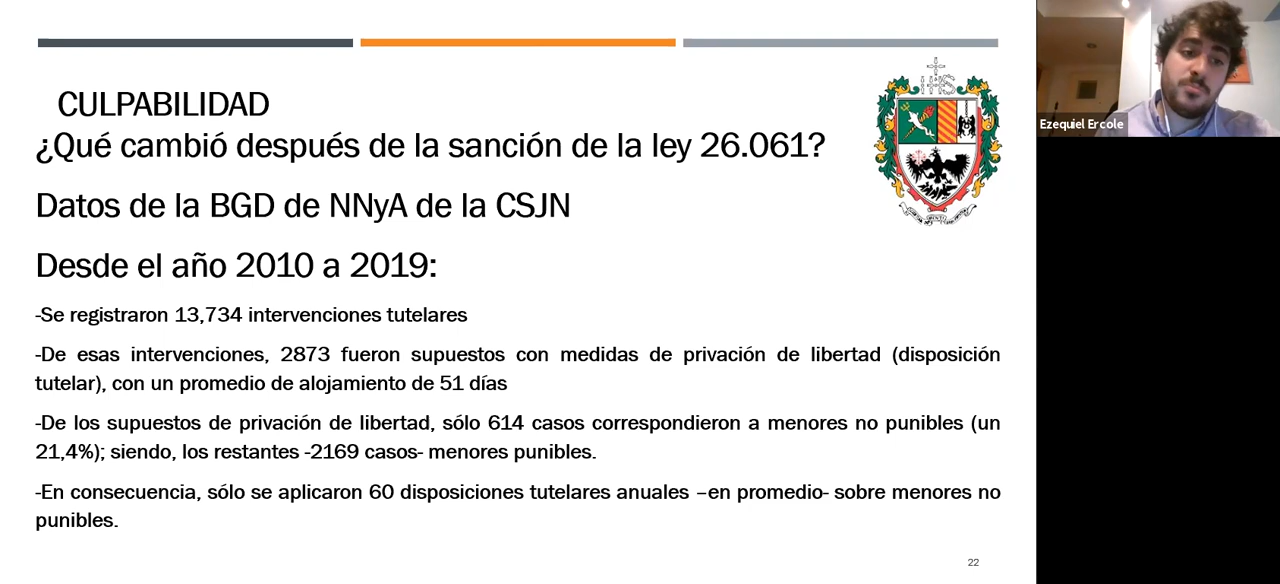 CULPABILIDAD
¿Qué cambió después de la sanción de la ley 26.061?
Datos de la BGD de NNyA de la CSJN
Desde el año 2010 a 2019:
-Se registraron 13,734 intervenciones tutelares
-De esas intervenciones, 2873 fueron supuestos con medidas de privación de libertad (disposición
tutelar), con un promedio de alojamiento de 51 días
-De los supuestos de privación de libertad, sólo 614 casos correspondieron a menores no punibles (un
21,4%); siendo, los restantes -2169 casos- menores punibles.
-En consecuencia, sólo se aplicaron 60 disposiciones tutelares anuales –en promedio- sobre menores no
punibles.
22
IHS
Ezequiel Ercole